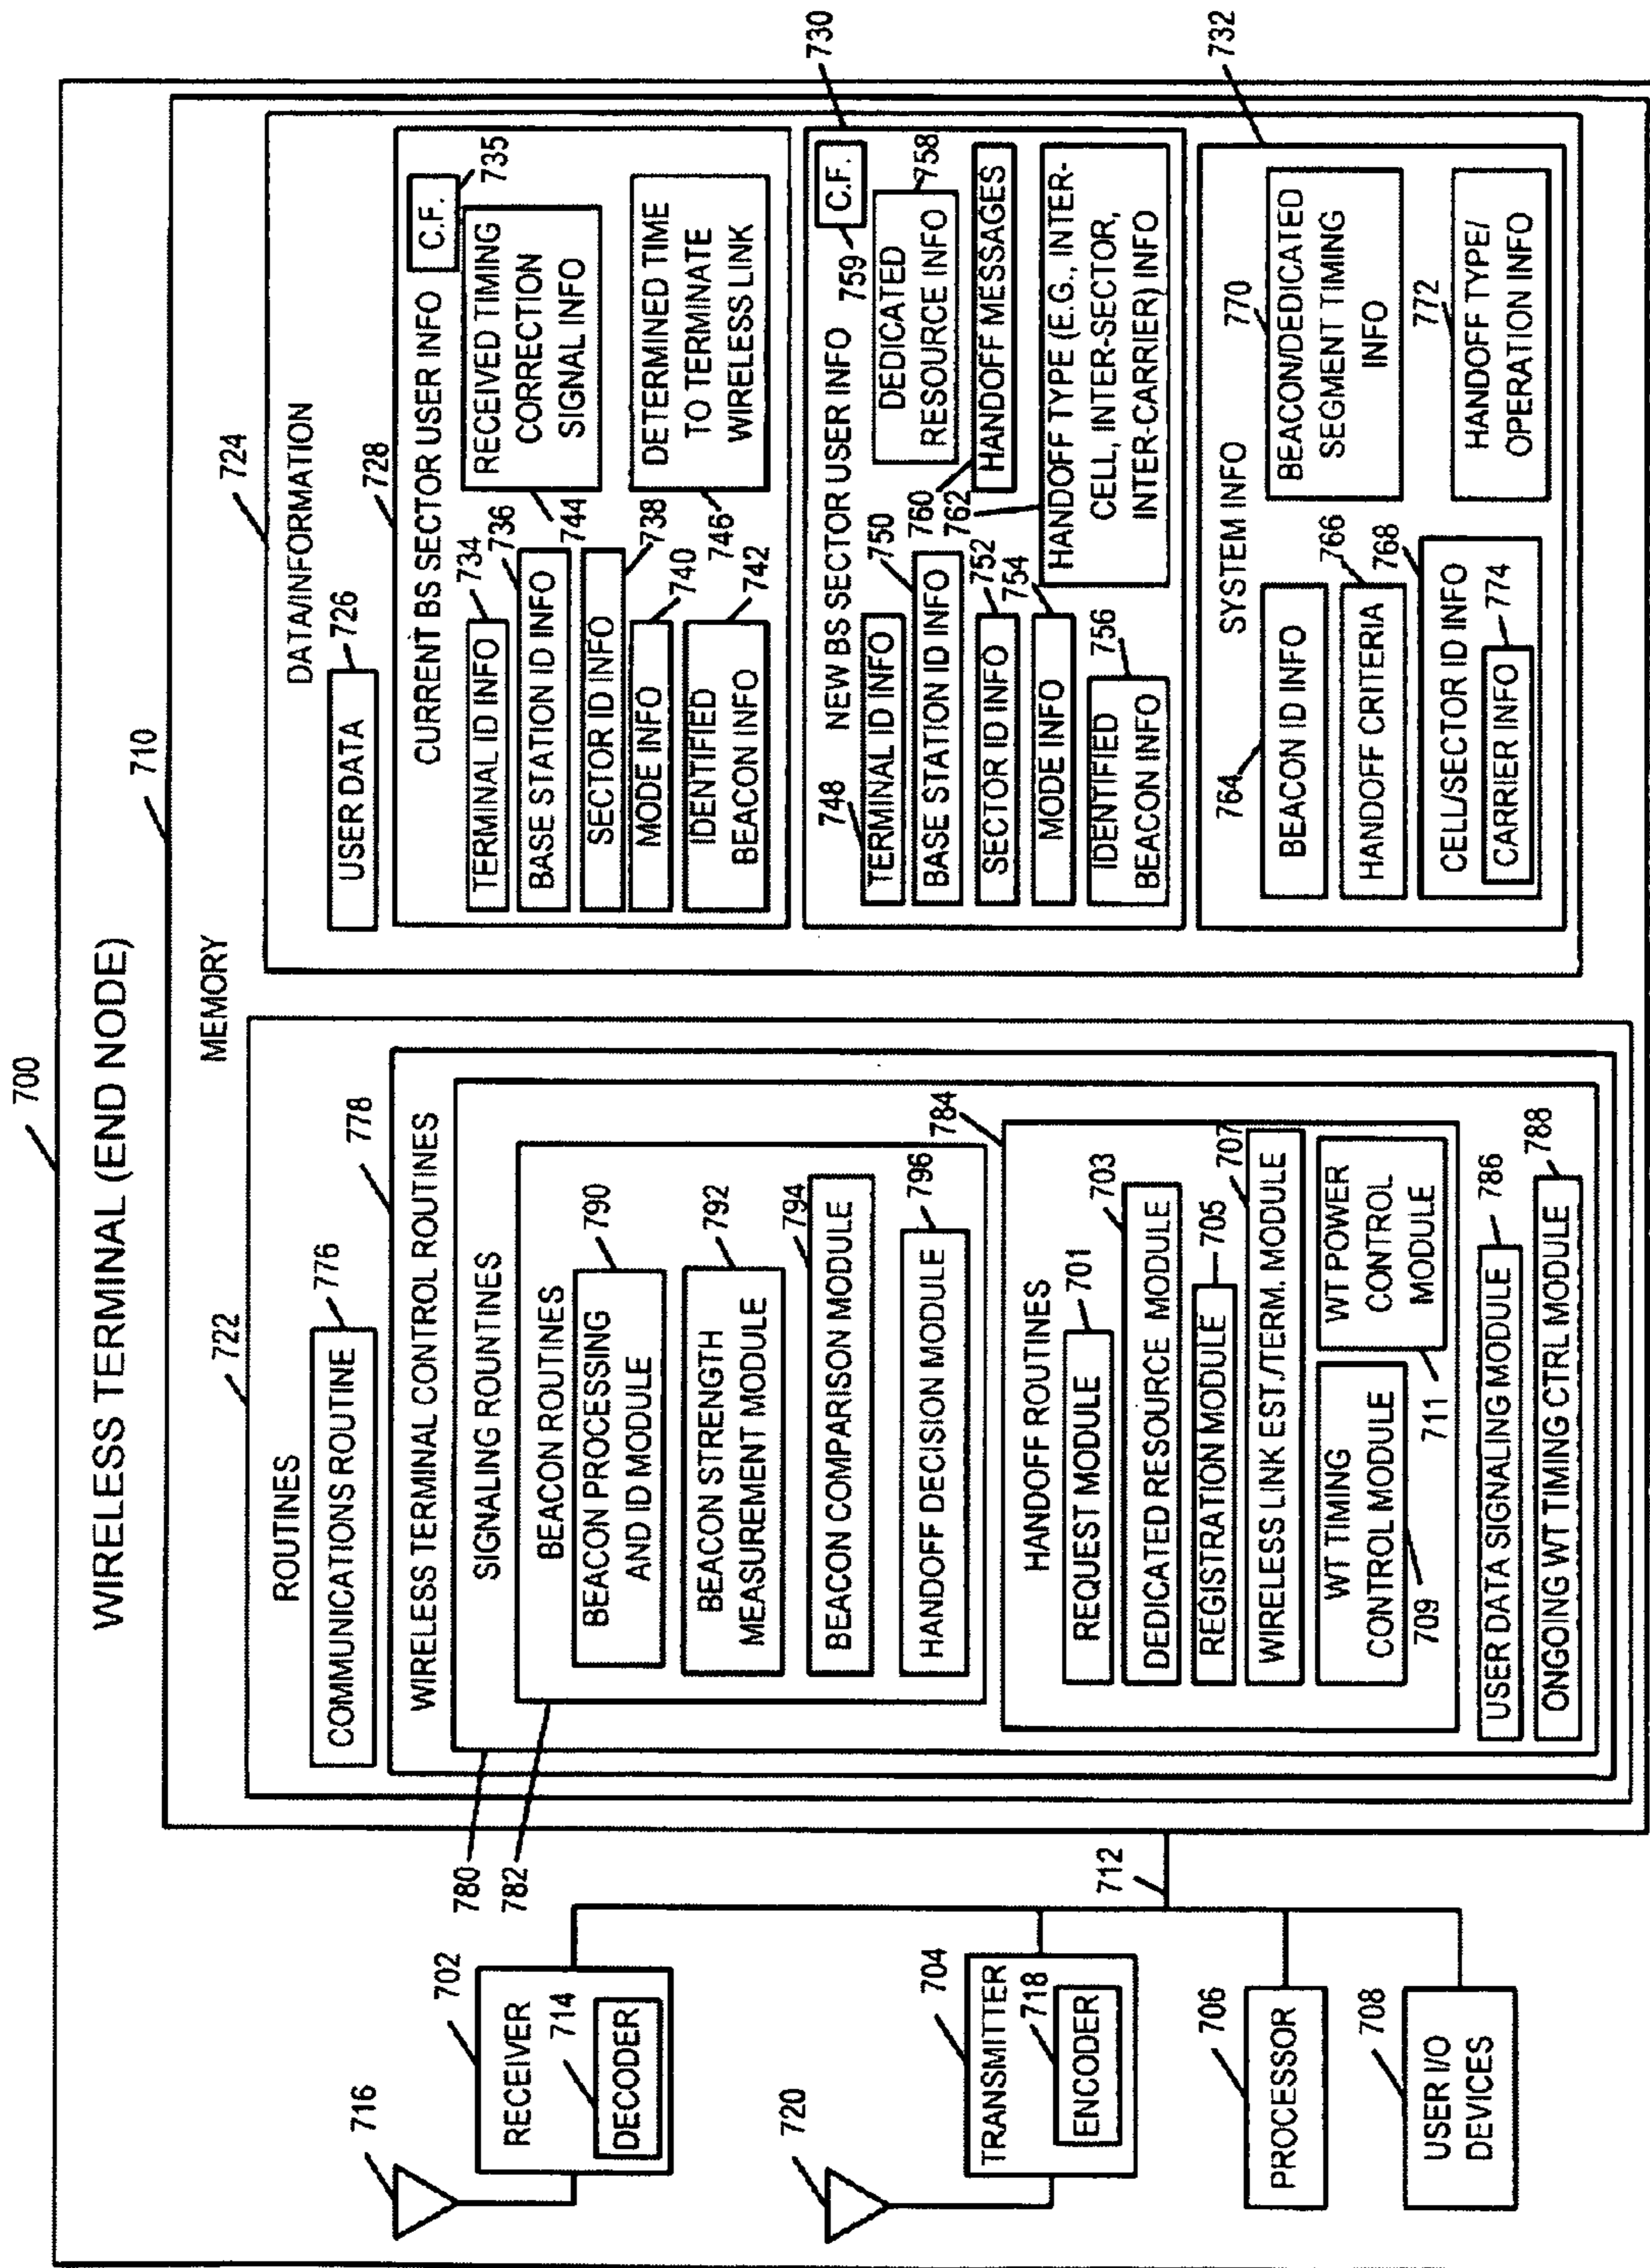 700
WIRELESS TERMINAL (END NODE)
716
702
RECEIVER
714
DECODER
720
704
TRANSMITTER
718
ENCODER
706
PROCESSOR
708
USER I/O
DEVICES
712
710
MEMORY
722
ROUTINES
COMMUNICATIONS ROUTINE
776
778
WIRELESS TERMINAL CONTROL ROUTINES
780
SIGNALING ROUNTINES
782
BEACON ROUTINES
BEACON PROCESSING
AND ID MODULE
790
BEACON STRENGTH
MEASUREMENT MODULE
792
BEACON COMPARISON MODULE
794
HANDOFF DECISION MODULE
796
784
HANDOFF ROUTINES
REQUEST MODULE
701
DEDICATED RESOURCE MODULE
703
REGISTRATION MODULE
705
WIRELESS LINK EST./TERM. MODULE
707
WT TIMING
CONTROL MODULE
709
WT POWER
CONTROL
MODULE
711
USER DATA SIGNALING MODULE
786
ONGOING WT TIMING CTRL MODULE
788
724
DATA/INFORMATION
USER DATA
726
728
CURRENT BS SECTOR USER INFO
C.F.
735
TERMINAL ID INFO
734
BASE STATION ID INFO
736
SECTOR ID INFO
738
MODE INFO
740
IDENTIFIED
BEACON INFO
742
RECEIVED TIMING
CORRECTION
SIGNAL INFO
744
DETERMINED TIME
TO TERMINATE
WIRELESS LINK
746
730
NEW BS SECTOR USER INFO
759
C.F.
748
TERMINAL ID INFO
BASE STATION ID INFO
750
SECTOR ID INFO
752
MODE INFO
754
IDENTIFIED
BEACON INFO
756
DEDICATED
RESOURCE INFO
758
760
HANDOFF MESSAGES
762
HANDOFF TYPE (E.G., INTER-
CELL, INTER-SECTOR,
INTER-CARRIER) INFO
732
SYSTEM INFO
764
BEACON ID INFO
HANDOFF CRITERIA
766
CELL/SECTOR ID INFO
768
CARRIER INFO
774
770
BEACON/DEDICATED
SEGMENT TIMING
INFO
772
HANDOFF TYPE/
OPERATION INFO